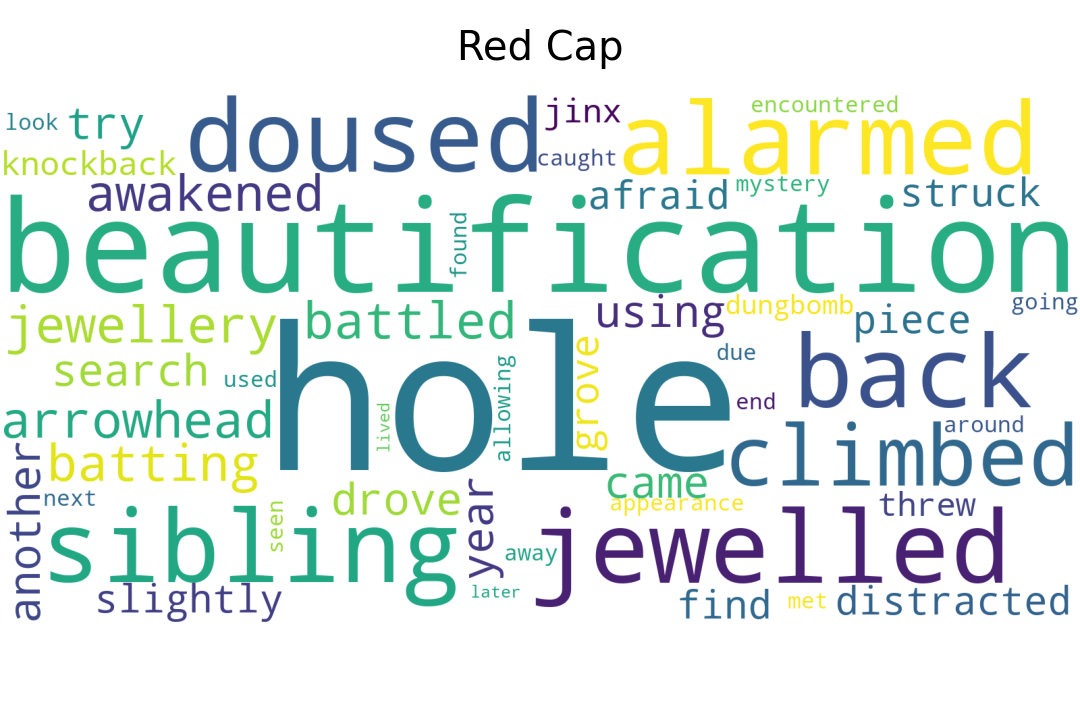 Red Cap
look try doused jinx alarmed encountered
knockback caught
awakened afraid mystery struck
beautification
found
jewellery battled using dungbomb piece going
search used hole grove due back
lived allowing end
arrowhead climbed around
another batting came
next drove year appearance threw
sibling seen away jewelled
slightly later find met distracted